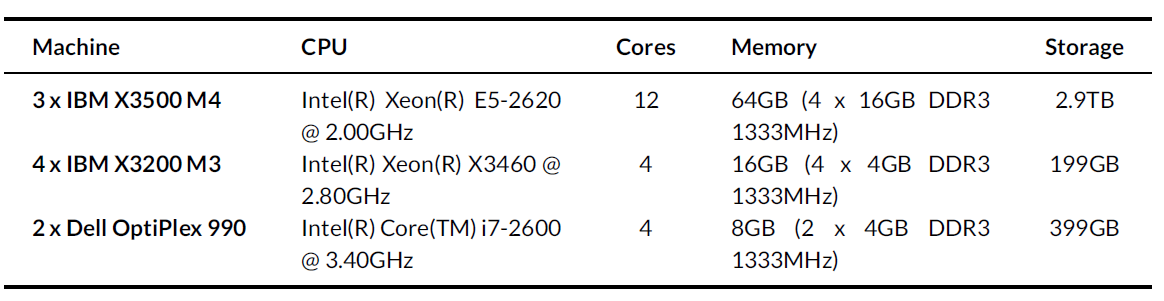 Machine CPU Cores Memory Storage
3 x IBM X3500 M4 Intel(R) Xeon(R) E5-2620 12 64GB (4 x 16GB DDR3 2.9TB
@ 2.00GHz 1333MHz)
4 x IBM X3200 M3 Intel(R) Xeon(R) X3460 @ 4 16GB (4 x 4GB DDR3 199GB
2.80GHz 1333MHz)
2 x Dell OptiPlex 990 Intel(R) Core(TM) i7-2600 4 8GB (2 x 4GB DDR3 399GB
@ 3.40GHz 1333MHz)